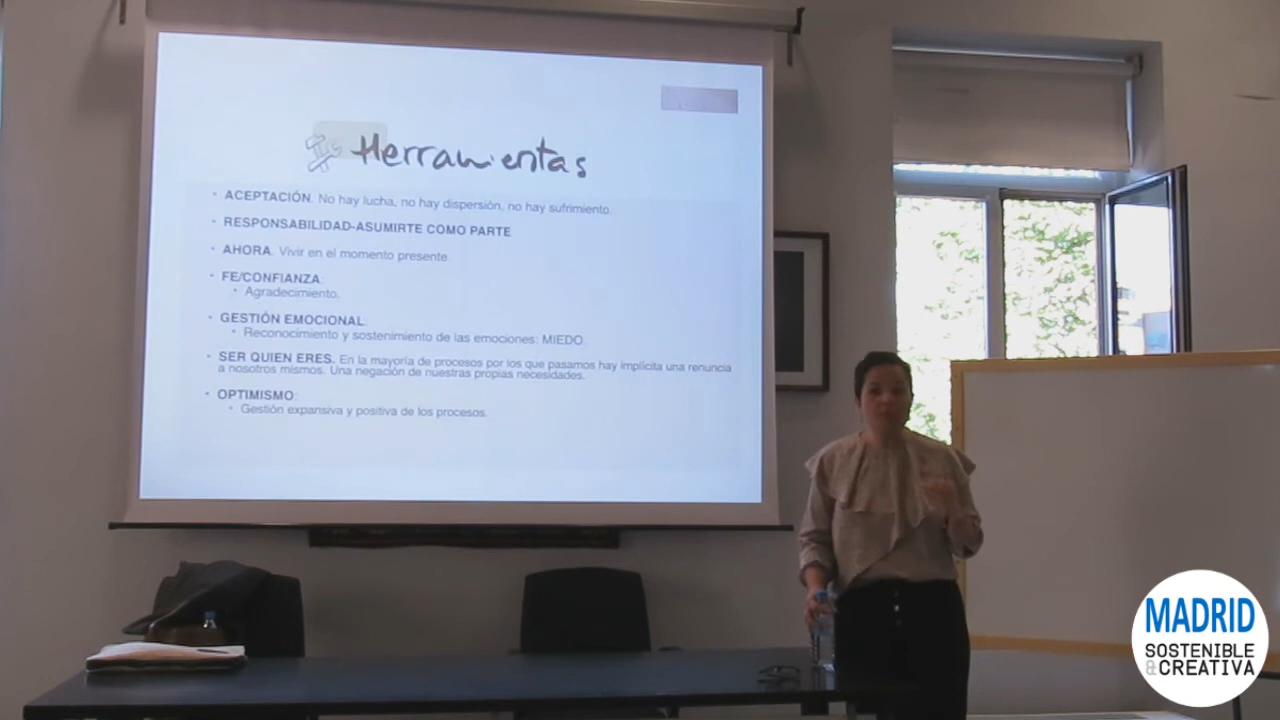 Herramientas
• ACEPTACIÓN. No hay lucha, no hay dispersión, no hay sufrimiento.
• RESPONSABILIDAD-ASUMIRTE COMO PARTE
• AHORA. Vivir en el momento presente.
• FE/CONFIANZA:
• Agradecimiento.
• GESTIÓN EMOCIONAL:
• Reconocimiento y sostenimiento de las emociones: MIEDO.
• SER QUIEN ERES. En la mayoría de procesos por los que pasamos hay implícita una renuncia
a nosotros mismos. Una negación de nuestras propias necesidades.
• OPTIMISMO:
• Gestión expansiva y positiva de los procesos.
MADRID
SOSTENIBLE
&CREATIVA